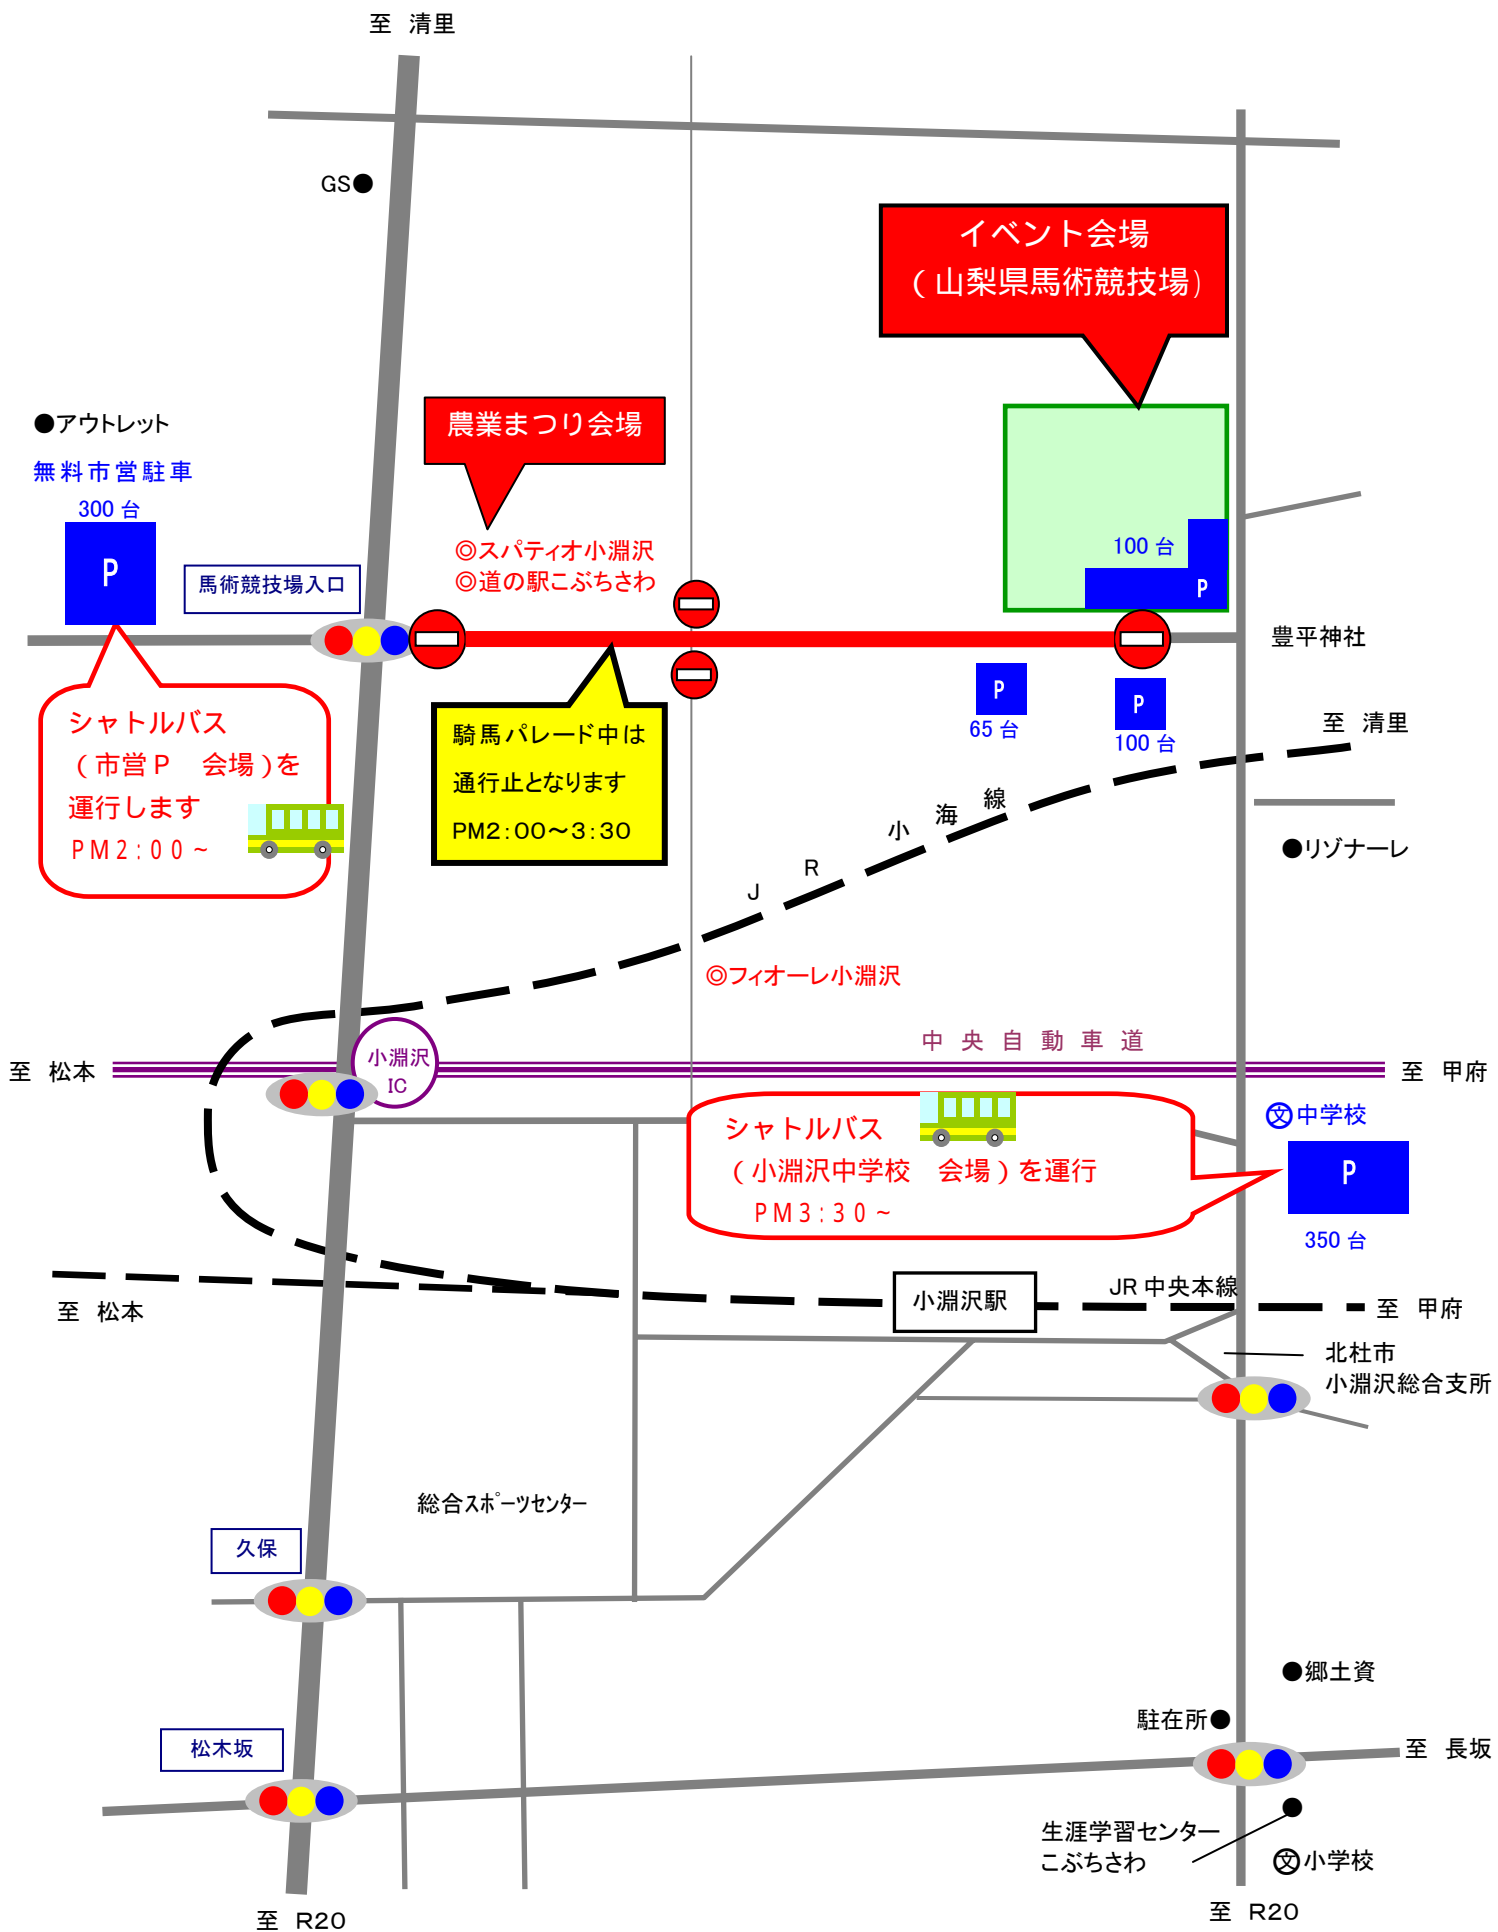 至 清里
GS●
イベント会場
（山梨県馬術競技場）
●アウトレット
無料市営駐車
300 台
P
農業まつり会場
◎スパティオ小淵沢
◎道の駅こぶちさわ
100 台
P
馬術競技場入口
豊平神社
P
65 台
P
100 台
シャトルバス
（市営P 会場）を
運行します
PM2:00～
騎馬パレード中は
通行止となります
PM2:00～3:30
至 清里
JR小海線
●リゾナーレ
◎フィオーレ小淵沢
中央自動車道
至 松本
小淵沢
IC
至 甲府
シャトルバス
（小淵沢中学校 会場）を運行
PM3:30～
文中学校
P
350 台
至 松本
小淵沢駅
JR 中央本線
至 甲府
北杜市
小淵沢総合支所
総合スポーツセンター
久保
●郷土資
駐在所●
松木坂
至 長坂
生涯学習センター
こぶちさわ
文小学校
至 R20
至 R20